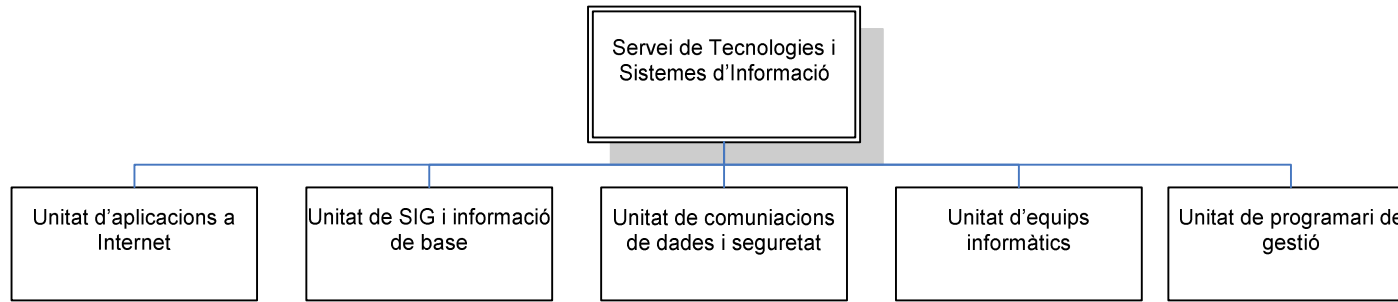 Servei de Tecnologies i
Sistemes d'Informació
Unitat d'aplicacions a
Internet
Unitat de SIG i informació
de base
Unitat de comuniacions
de dades i seguretat
Unitat d'equips
informàtics
Unitat de programari de
gestió